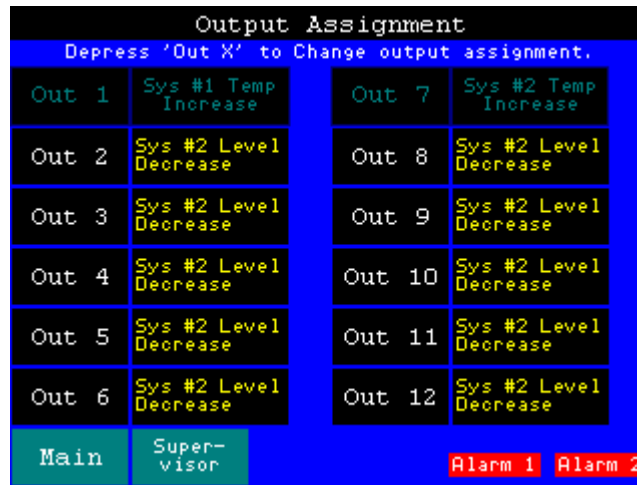 Output Assignment
Depress 'Out X' to Change output assignment.
Out 1 Sys #1 Temp Increase Out 7 Sys #2 Temp Increase
Out 2 Sys #2 Level Decrease Out 8 Sys #2 Level Decrease
Out 3 Sys #2 Level Decrease Out 9 Sys #2 Level Decrease
Out 4 Sys #2 Level Decrease Out 10 Sys #2 Level Decrease
Out 5 Sys #2 Level Decrease Out 11 Sys #2 Level Decrease
Out 6 Sys #2 Level Decrease Out 12 Sys #2 Level Decrease
Main Super-visor Alarm 1 Alarm 2